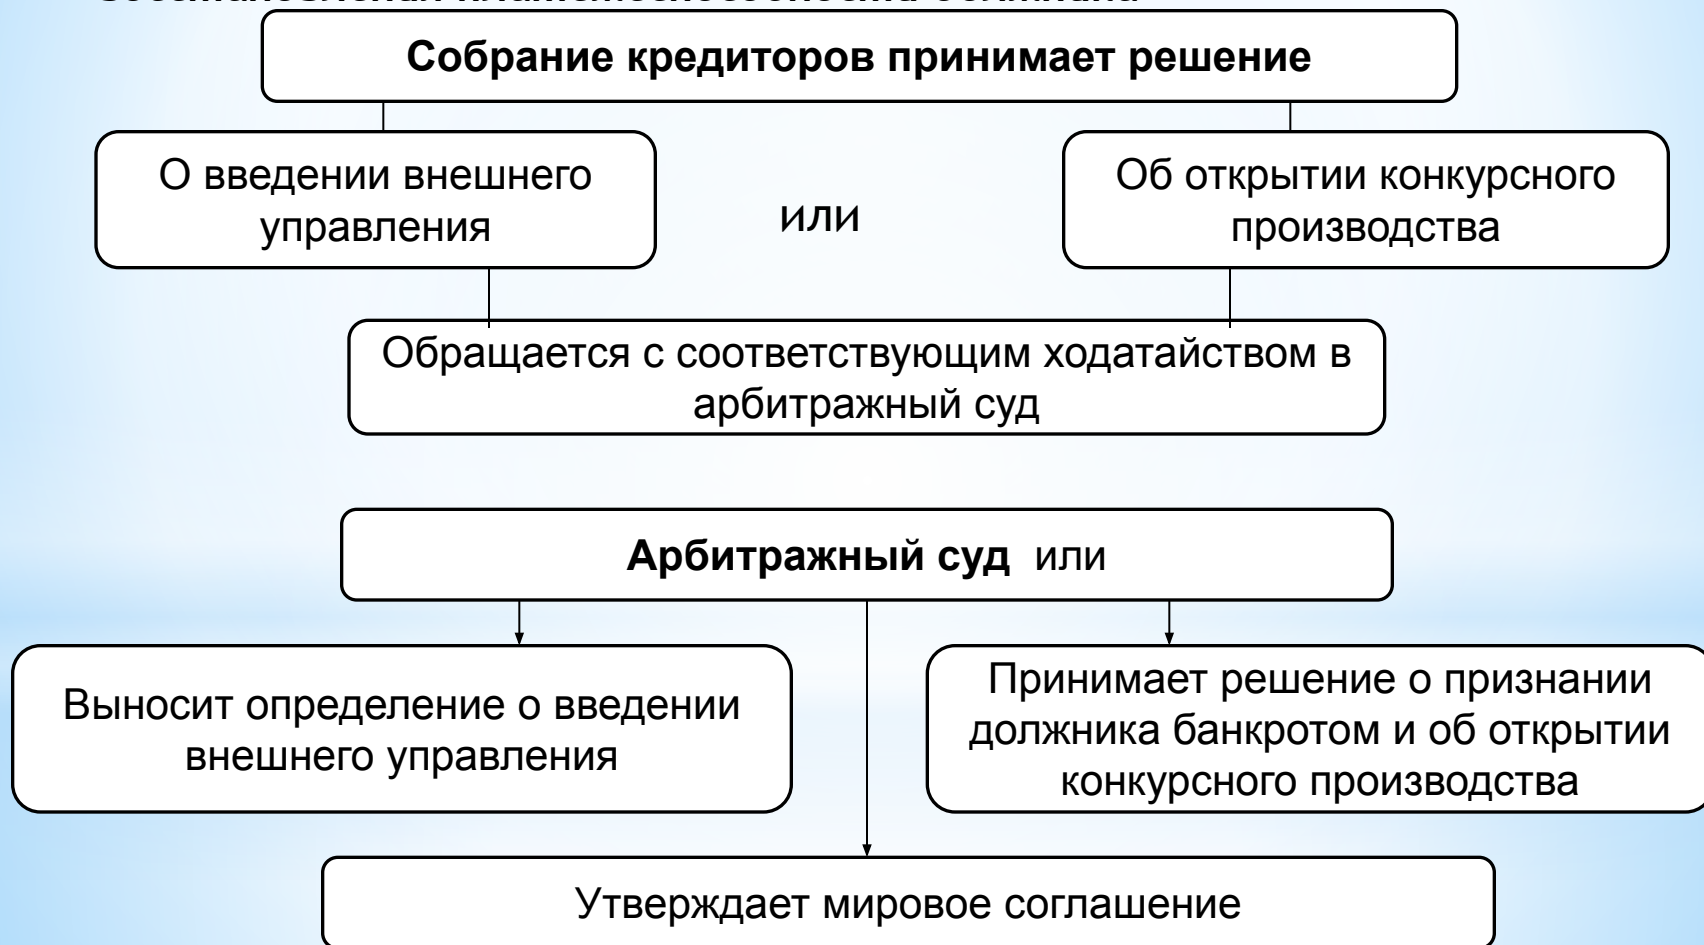 Собрание кредиторов принимает решение
О введении внешнего
управления
или
Об открытии конкурсного
производства
Обращается с соответствующим ходатайством в
арбитражный суд
Арбитражный суд или
Выносит определение о введении
внешнего управления
Принимает решение о признании
должника банкротом и об открытии
конкурсного производства
Утверждает мировое соглашение